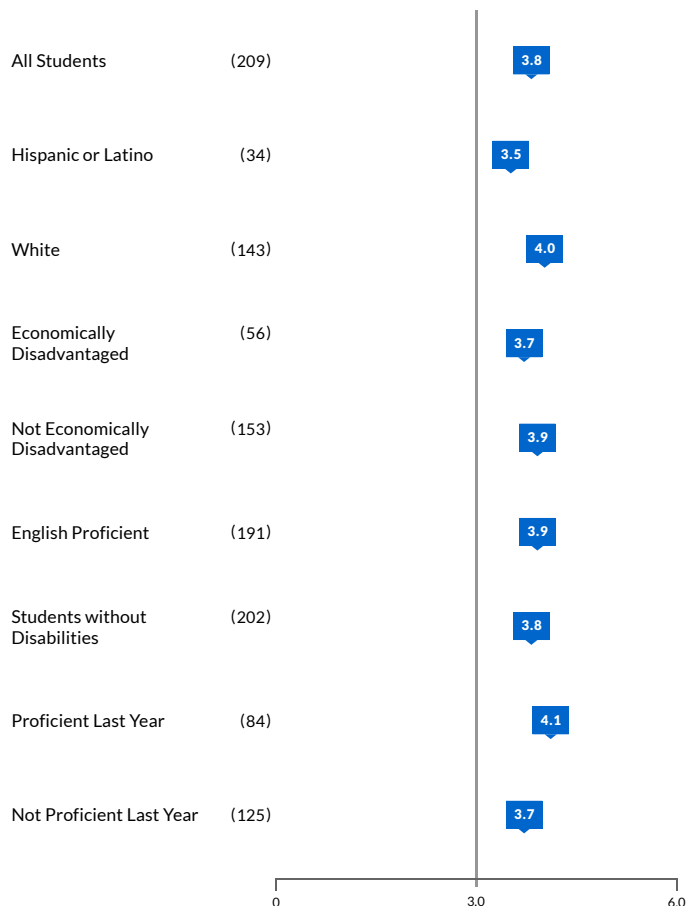 All Students (209) 3.8
Hispanic or Latino (34) 3.5
White (143) 4.0
Economically (56)
Disadvantaged
3.7
Not Economically (153)
Disadvantaged
3.9
English Proficient (191) 3.9
Students without (202)
Disabilities
3.8
Proficient Last Year (84) 4.1
Not Proficient Last Year (125) 3.7
0 3.0 6.0